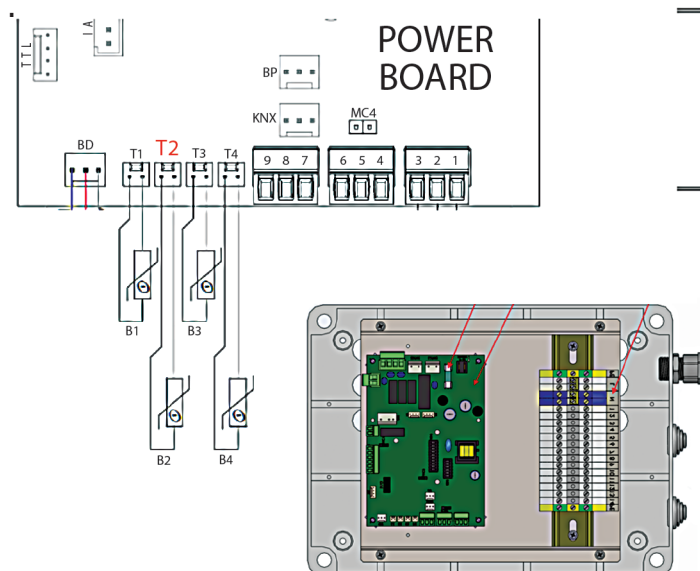 TTL
IA
POWER
BOARD
BP
KNX
MC4
BD
T1
T2
T3
T4
9 8 7
6 5 4
3 2 1
B1
B3
B2
B4